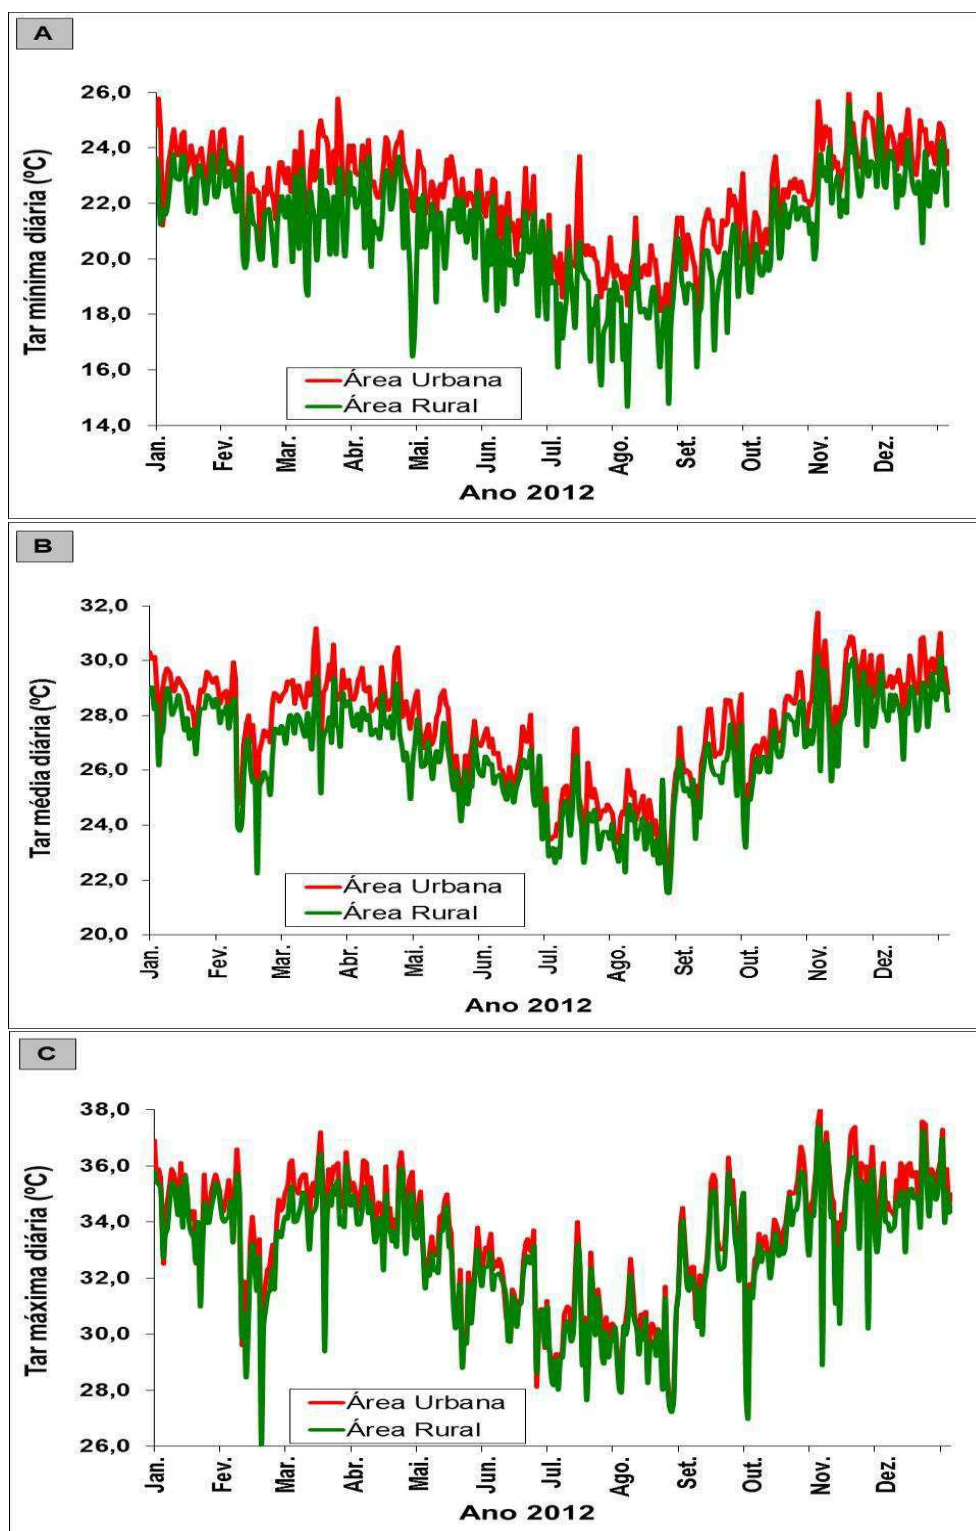 A
Tar mínima diária (ºC)
26,0
24,0
22,0
20,0
18,0
16,0
14,0
Área Urbana
Área Rural
Jan. Fev. Mar. Abr. Mai. Jun. Jul. Ago. Set. Out. Nov. Dez.
Ano 2012
B
Tar média diária (ºC)
32,0
30,0
28,0
26,0
24,0
22,0
20,0
Área Urbana
Área Rural
Jan. Fev. Mar. Abr. Mai. Jun. Jul. Ago. Set. Out. Nov. Dez.
Ano 2012
C
Tar máxima diária (ºC)
38,0
36,0
34,0
32,0
30,0
28,0
26,0
Área Urbana
Área Rural
Jan. Fev. Mar. Abr. Mai. Jun. Jul. Ago. Set. Out. Nov. Dez.
Ano 2012